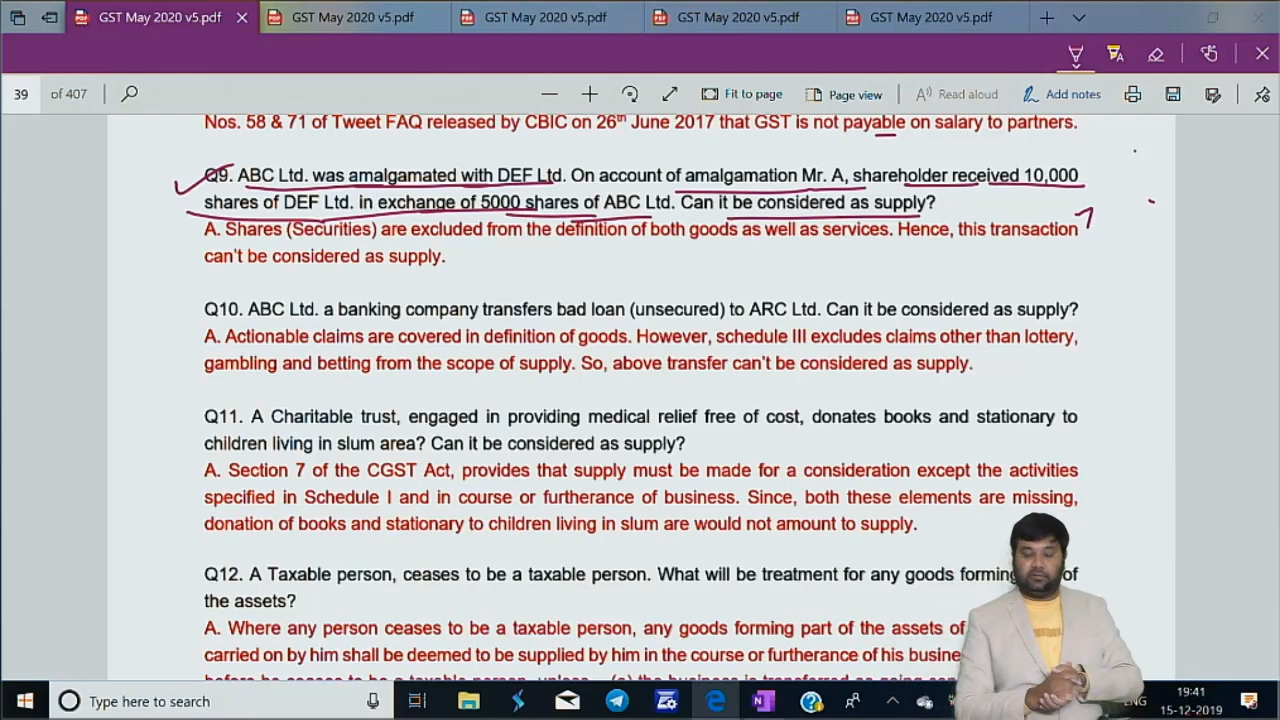 GST May 2020 v5.pdf GST May 2020 v5.pdf GST May 2020 v5.pdf GST May 2020 v5.pdf GST May 2020 v5.pdf
39 of 407 Fit to page Page view Read aloud Add notes
Nos. 58 & 71 of Tweet FAQ released by CBIC on 26th June 2017 that GST is not payable on salary to partners.
Q9. ABC Ltd. was amalgamated with DEF Ltd. On account of amalgamation Mr. A, shareholder received 10,000
shares of DEF Ltd. in exchange of 5000 shares of ABC Ltd. Can it be considered as supply?
A. Shares (Securities) are excluded from the definition of both goods as well as services. Hence, this transaction
can't be considered as supply.
Q10. ABC Ltd. a banking company transfers bad loan (unsecured) to ARC Ltd. Can it be considered as supply?
A. Actionable claims are covered in definition of goods. However, schedule III excludes claims other than lottery,
gambling and betting from the scope of supply. So, above transfer can't be considered as supply.
Q11. A Charitable trust, engaged in providing medical relief free of cost, donates books and stationary to
children living in slum area? Can it be considered as supply?
A. Section 7 of the CGST Act, provides that supply must be made for a consideration except the activities
specified in Schedule I and in course or furtherance of business. Since, both these elements are missing,
donation of books and stationary to children living in slum are would not amount to supply.
Q12. A Taxable person, ceases to be a taxable person. What will be treatment for any goods forming of
the assets?
A. Where any person ceases to be a taxable person, any goods forming part of the assets of
carried on by him shall be deemed to be supplied by him in the course or furtherance of his
Type here to search
ENG
19:41
15-12-2019